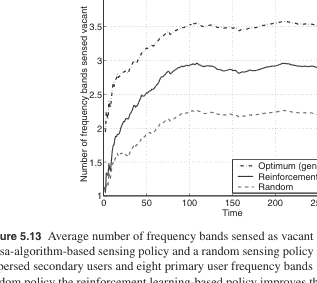 Number of frequency bands sensed vacant
3.5
3
2.5
2
1.5
1
0
50
100
150
200
Time
Optimum (gen
Reinforcement
Random
ure 5.13 Average number of frequency bands sensed as vacant
sa-algorithm-based sensing policy and a random sensing policy
persed secondary users and eight primary user frequency bands
dom policy the reinforcement learning-based policy improves th